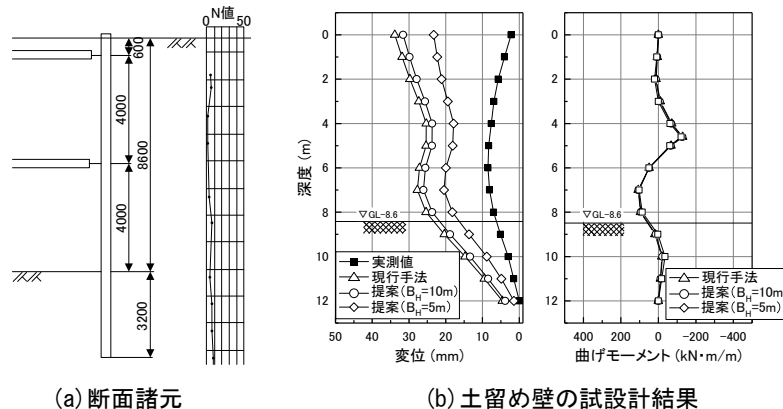 N値
0 50
600
4000
8600
4000
3200
(a) 断面諸元
0
2
4
6
8
10
12
深度 (m)
▽GL-8.6
実測値
現行手法
提案(BH=10m)
提案(BH=5m)
50 40 30 20 10 0
変位 (mm)
0
2
4
6
8
10
12
▽GL-8.6
現行手法
提案(BH=10m)
提案(BH=5m)
400 200 0 -200 -400
曲げモーメント (kN・m/m)
(b) 土留め壁の試設計結果